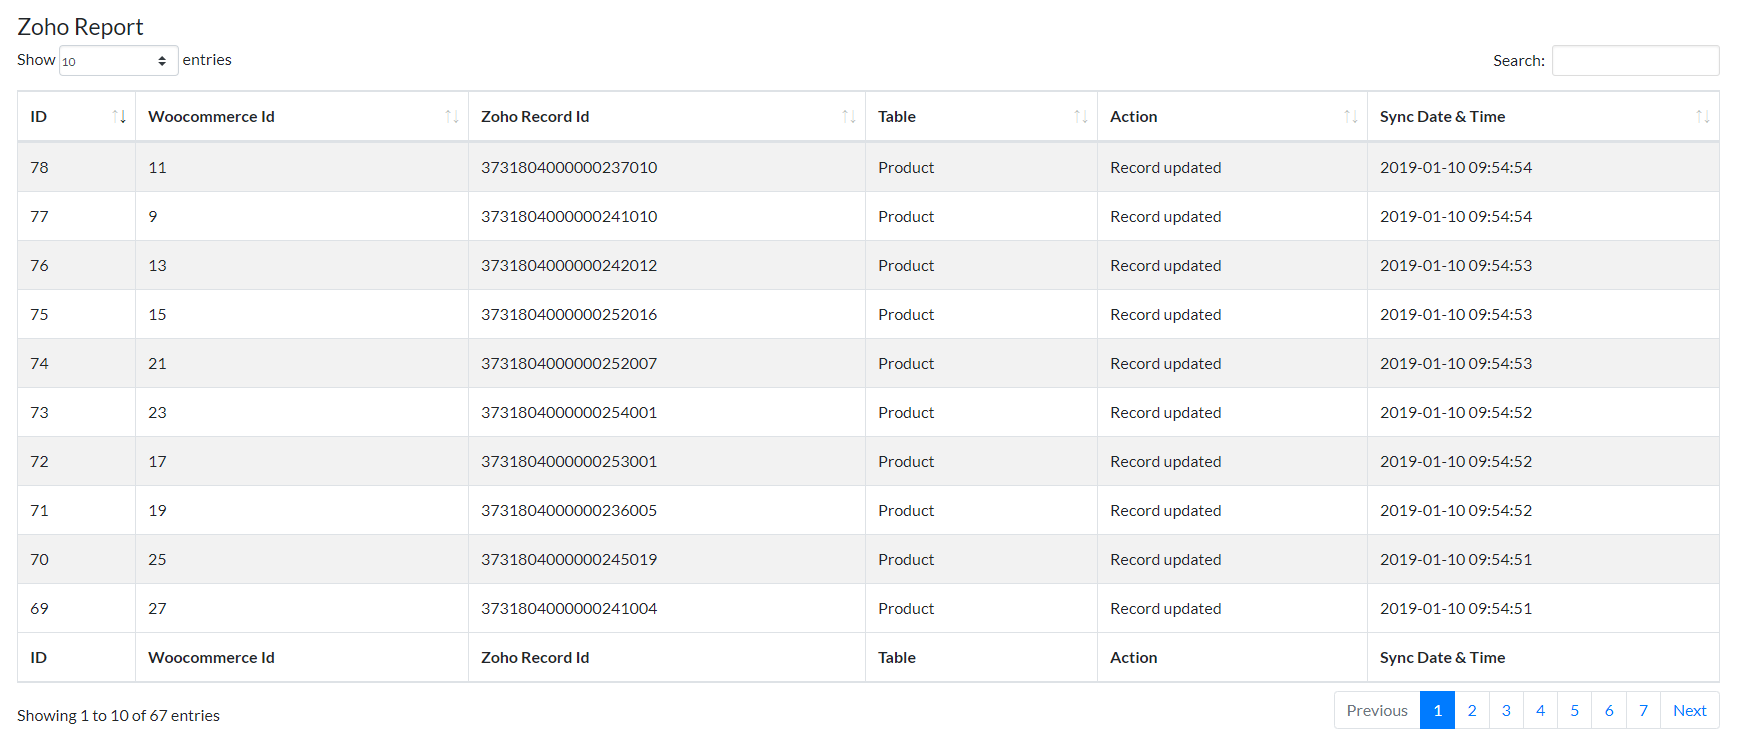 Zoho Report
Show 10 entries Search:
ID Woocommerce Id Zoho Record Id Table Action Sync Date & Time
78 11 3731804000000237010 Product Record updated 2019-01-10 09:54:54
77 9 3731804000000241010 Product Record updated 2019-01-10 09:54:54
76 13 3731804000000242012 Product Record updated 2019-01-10 09:54:53
75 15 3731804000000252016 Product Record updated 2019-01-10 09:54:53
74 21 3731804000000252007 Product Record updated 2019-01-10 09:54:53
73 23 3731804000000254001 Product Record updated 2019-01-10 09:54:52
72 17 3731804000000253001 Product Record updated 2019-01-10 09:54:52
71 19 3731804000000236005 Product Record updated 2019-01-10 09:54:52
70 25 3731804000000245019 Product Record updated 2019-01-10 09:54:51
69 27 3731804000000241004 Product Record updated 2019-01-10 09:54:51
ID Woocommerce Id Zoho Record Id Table Action Sync Date & Time
Showing 1 to 10 of 67 entries Previous 1 2 3 4 5 6 7 Next